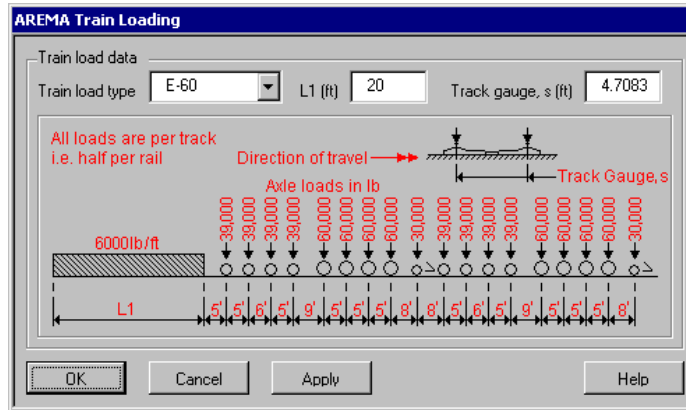 AREMA Train Loading
Train load data
Train load type E-60 L1 (ft) 20 Track gauge, s (ft) 4.7083
All loads are per track
i.e. half per rail
Direction of travel
Track Gauge, s
Axle loads in lb
6000lb/ft
39,000 39,000 39,000 39,000 60,000 60,000 60,000 60,000 30,000 39,000 39,000 39,000 39,000 60,000 60,000 60,000 60,000 30,000
L1 5' 5' 6' 5' 9' 5' 5' 5' 8' 8' 5' 6' 5' 9' 5' 5' 5' 8'
OK Cancel Apply Help